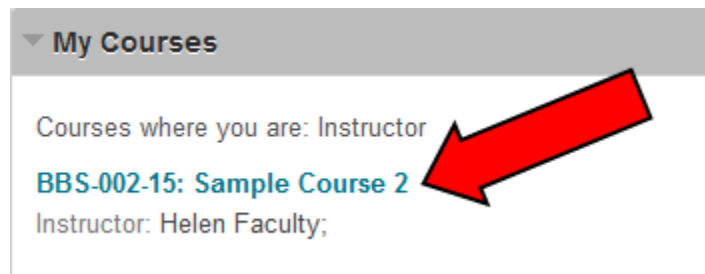 My Courses
Courses where you are: Instructor
BBS-002-15: Sample Course 2
Instructor: Helen Faculty;